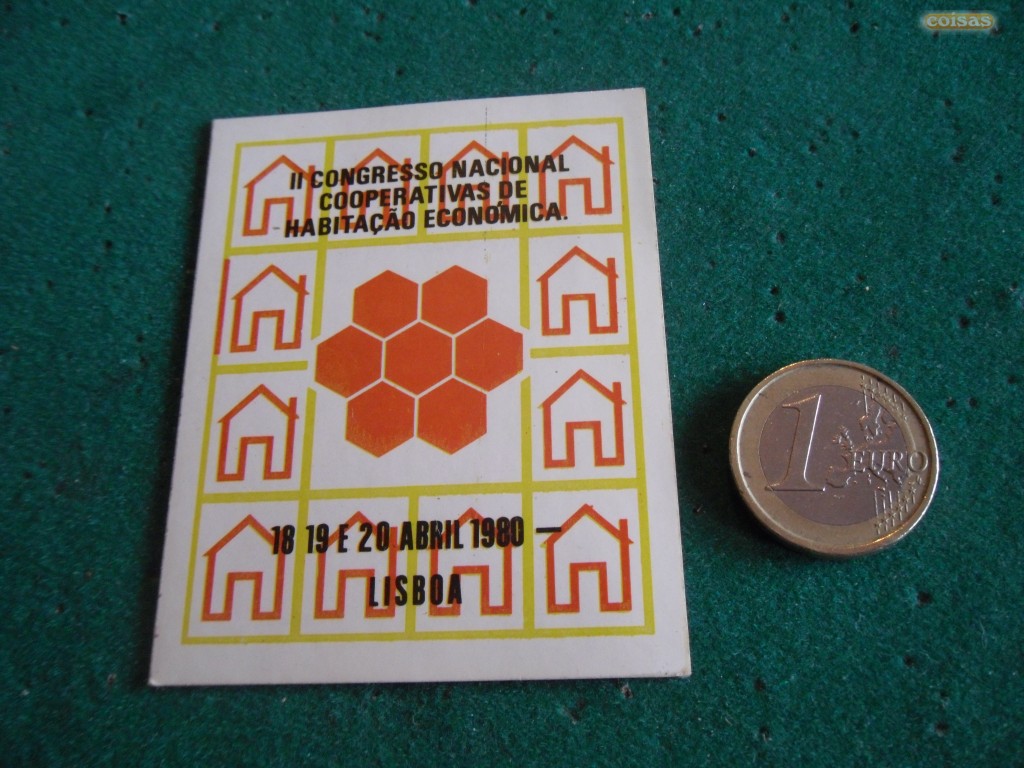 coisas
II CONGRESSO NACIONAL
COOPERATIVAS DE
HABITAÇÃO ECONÓMICA.
18 19 E 20 ABRIL 1980 —
LISBOA
1 EURO